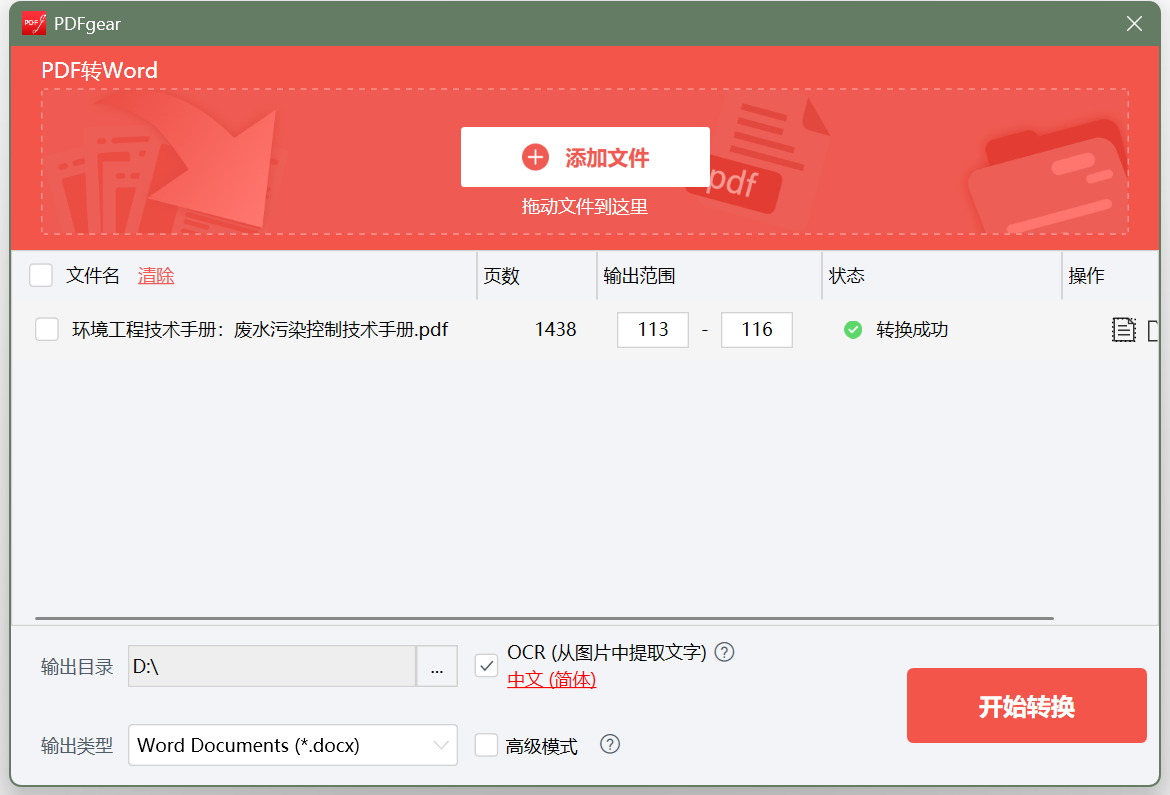 PDFgear
PDF转Word
添加文件
pdf
拖动文件到这里
文件名 清除 页数 输出范围 状态 操作
环境工程技术手册：废水污染控制技术手册.pdf 1438 113 - 116 转换成功
输出目录 D:\ ... OCR (从图片中提取文字)
中文 (简体)
开始转换
输出类型 Word Documents (*.docx) 高级模式